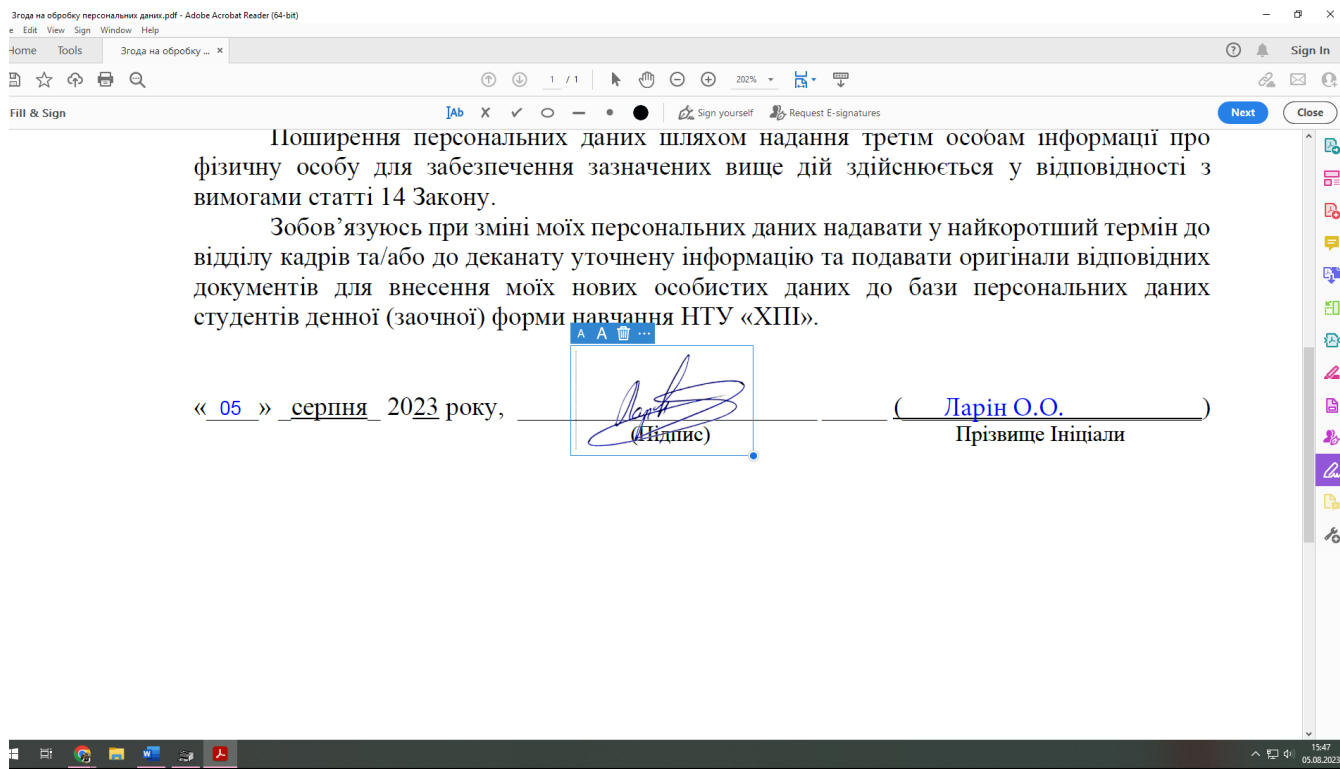 Згода на обробку персональних даних.pdf - Adobe Acrobat Reader (64-bit)
e Edit View Sign Window Help
Home Tools Згода на обробку ... ×
Sign In
1 / 1 202%
Fill & Sign
IAb Sign yourself Request E-signatures
Next Close
Поширення персональних даних шляхом надання третім особам інформації про
фізичну особу для забезпечення зазначених вище дій здійснюється у відповідності з
вимогами статті 14 Закону.
Зобов’язуюсь при зміні моїх персональних даних надавати у найкоротший термін до
відділу кадрів та/або до деканату уточнену інформацію та подавати оригінали відповідних
документів для внесення моїх нових особистих даних до бази персональних даних
студентів денної (заочної) форми навчання НТУ «ХПІ».
A A ...
« 05 » серпня 2023 року, (Ларін О.О.)
(Підпис) Прізвище Ініціали
15:47
05.08.2023